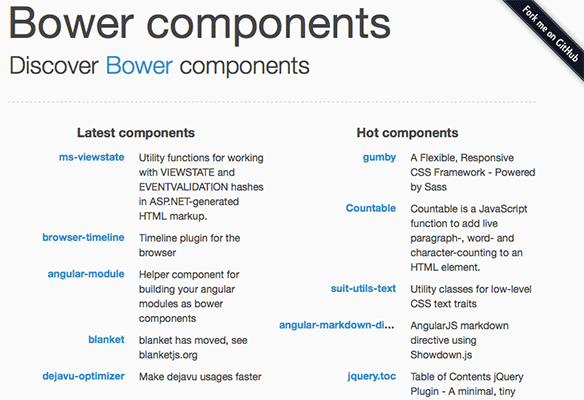 Bower components
Fork me on GitHub
Discover Bower components
Latest components
ms-viewstate
Utility functions for working
with VIEWSTATE and
EVENTVALIDATION hashes
in ASP.NET-generated
HTML markup.
browser-timeline
Timeline plugin for the
browser
angular-module
Helper component for
building your angular
modules as bower
components
blanket
blanket has moved, see
blanketjs.org
dejavu-optimizer
Make dejavu usages faster
Hot components
gumby
A Flexible, Responsive
CSS Framework - Powered
by Sass
Countable
Countable is a JavaScript
function to add live
paragraph-, word- and
character-counting to an
HTML element.
suit-utils-text
Utility classes for low-level
CSS text traits
angular-markdown-di...
AngularJS markdown
directive using
Showdown.js
jquery.toc
Table of Contents jQuery
Plugin - A minimal, tiny